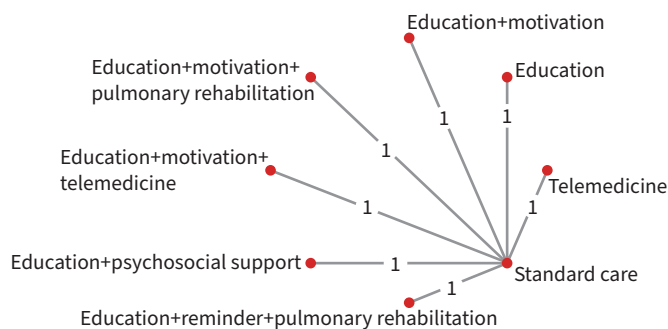 Education+motivation
Education+motivation+
pulmonary rehabilitation
Education
1
1
1
Education+motivation+
telemedicine
Telemedicine
1
1
Education+psychosocial support
1
Standard care
1
Education+reminder+pulmonary rehabilitation